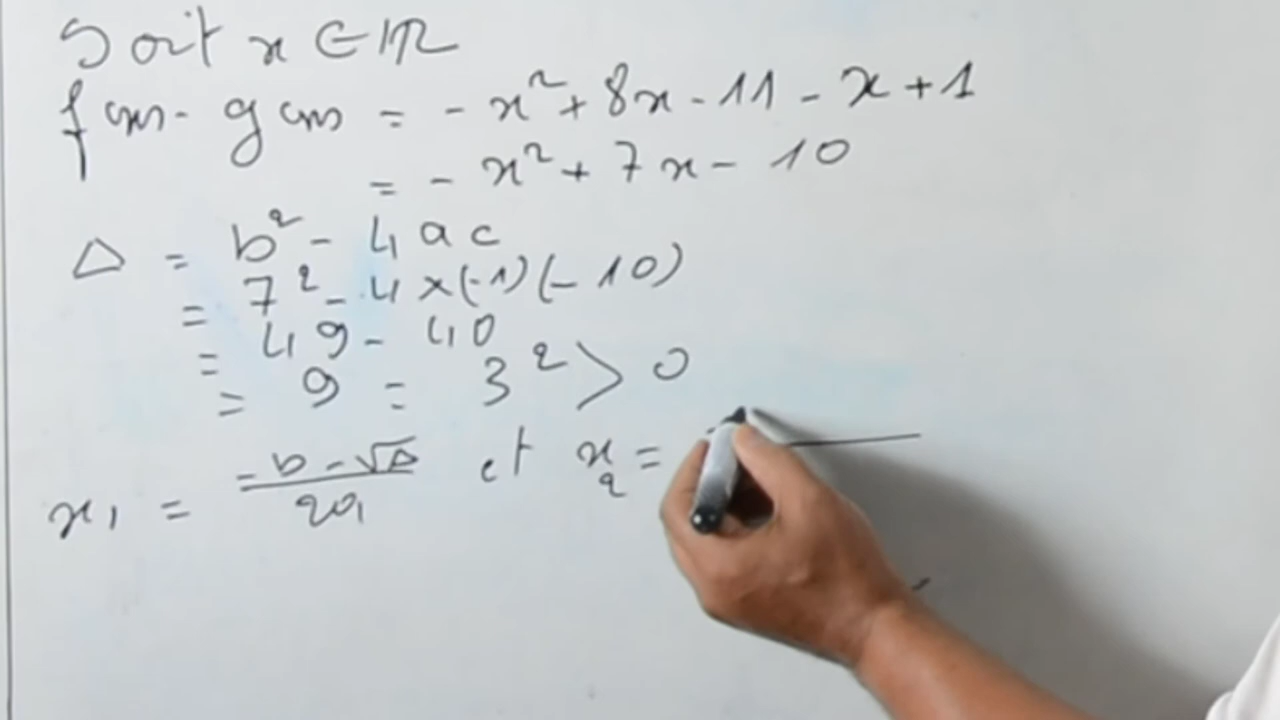 Soit x ∈ ℝ
f(x) - g(x) = - x² + 8x - 11 - x + 1
= - x² + 7x - 10
Δ = b² - 4ac
= 7² - 4 × (-1)(-10)
= 49 - 40
= 9 = 3² > 0
x₁ = (-b - √Δ)/2a et x₂ =